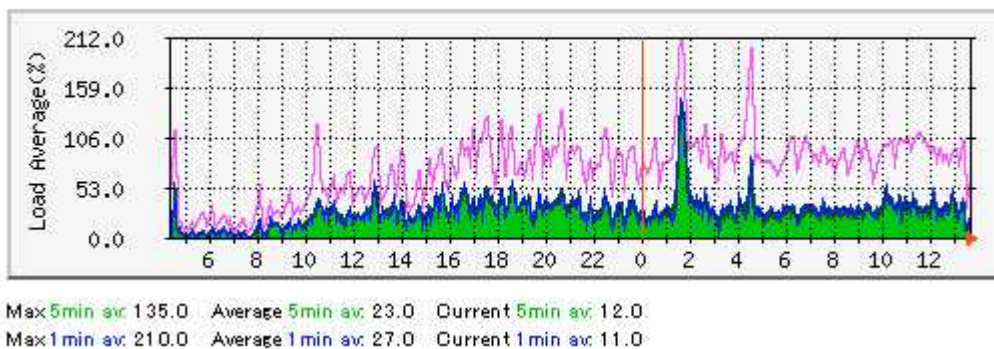 Load Average(%)
212.0
159.0
106.0
53.0
0.0
6 8 10 12 14 16 18 20 22 0 2 4 6 8 10 12
Max 5min av: 135.0 Average 5min av: 23.0 Current 5min av: 12.0
Max 1min av: 210.0 Average 1min av: 27.0 Current 1min av: 11.0